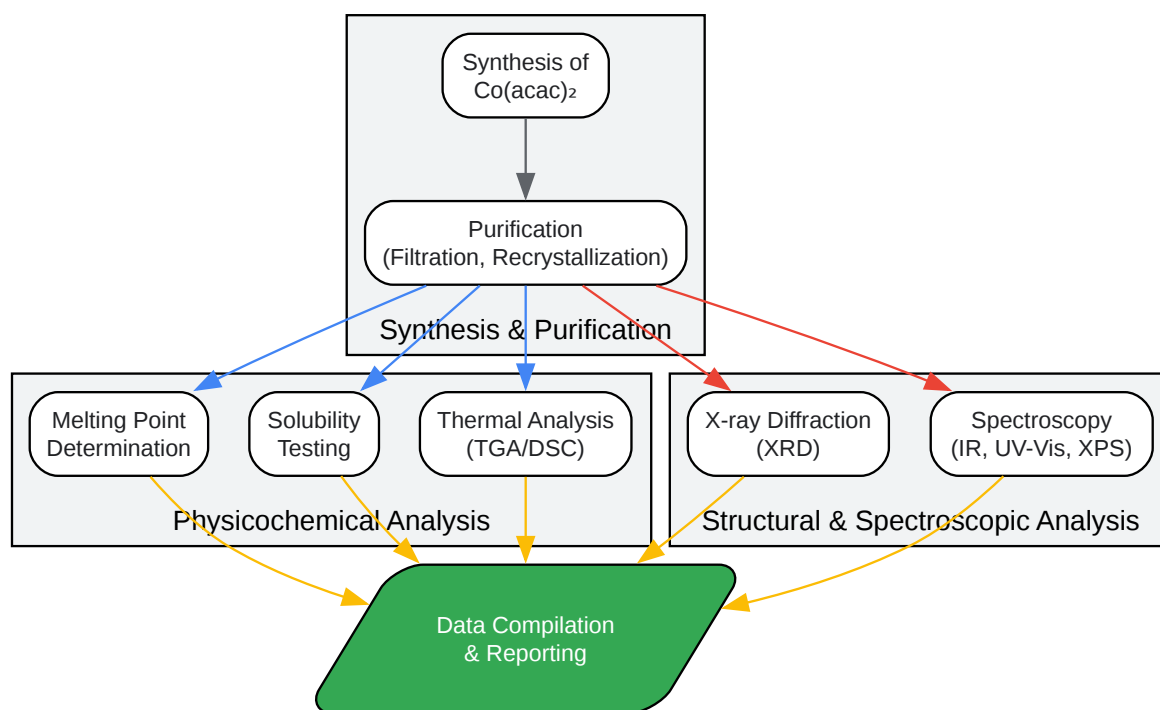 Synthesis of
Co(acac)₂
Purification
(Filtration, Recrystallization)
Synthesis & Purification
Melting Point
Determination
Solubility
Testing
Thermal Analysis
(TGA/DSC)
X-ray Diffraction
(XRD)
Spectroscopy
(IR, UV-Vis, XPS)
Physicochemical Analysis
Structural & Spectroscopic Analysis
Data Compilation
& Reporting